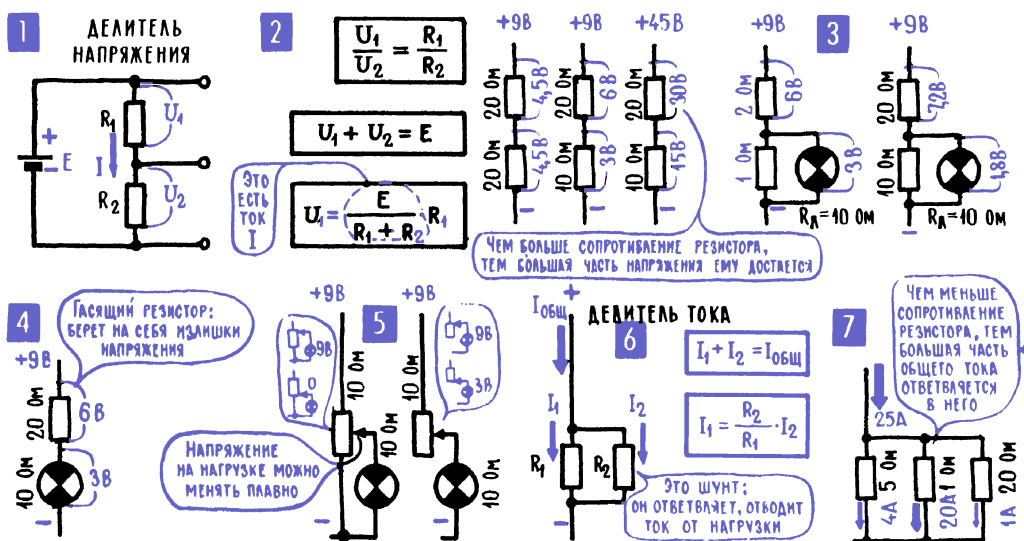 1
ДЕЛИТЕЛЬ
НАПРЯЖЕНИЯ
+
− E
I
R1
R2
U1
U2
2
U1/U2 = R1/R2
U1 + U2 = E
U1 = E/(R1 + R2) R1
ЭТО
ЕСТЬ
ТОК
I
+9В
20 Ом
4,5В
20 Ом
4,5В
−
+9В
20 Ом
6В
10 Ом
3В
−
+45В
20 Ом
30В
10 Ом
15В
−
ЧЕМ БОЛЬШЕ СОПРОТИВЛЕНИЕ РЕЗИСТОРА,
ТЕМ БОЛЬШАЯ ЧАСТЬ НАПРЯЖЕНИЯ ЕМУ ДОСТАЕТСЯ
3
+9В
2 Ом
6В
1 Ом
3В
Rл=10 Ом
−
+9В
20 Ом
7,2В
10 Ом
1,8В
Rл=10 Ом
−
4
ГАСЯЩИЙ РЕЗИСТОР:
БЕРЕТ НА СЕБЯ ИЗЛИШКИ
НАПРЯЖЕНИЯ
+9В
20 Ом
6В
10 Ом
3В
−
5
+9В
9В
0
10 Ом
10 Ом
−
НАПРЯЖЕНИЕ
НА НАГРУЗКЕ МОЖНО
МЕНЯТЬ ПЛАВНО
+9В
9В
3В
10 Ом
10 Ом
−
6
ДЕЛИТЕЛЬ ТОКА
+
Iобщ
I1
I2
R1
R2
−
I1 + I2 = Iобщ
I1 = R2/R1 · I2
ЭТО ШУНТ:
ОН ОТВЕТВЛЯЕТ, ОТВОДИТ
ТОК ОТ НАГРУЗКИ
7
ЧЕМ МЕНЬШЕ
СОПРОТИВЛЕНИЕ
РЕЗИСТОРА, ТЕМ
БОЛЬШАЯ ЧАСТЬ
ОБЩЕГО ТОКА
ОТВЕТВЛЯЕТСЯ
В НЕГО
25А
5 Ом
4А
1 Ом
20А
20 Ом
1А